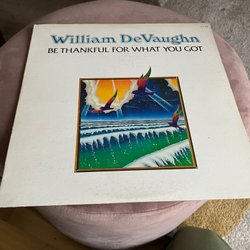 William DeVaughn
BE THANKFUL FOR WHAT YOU GOT